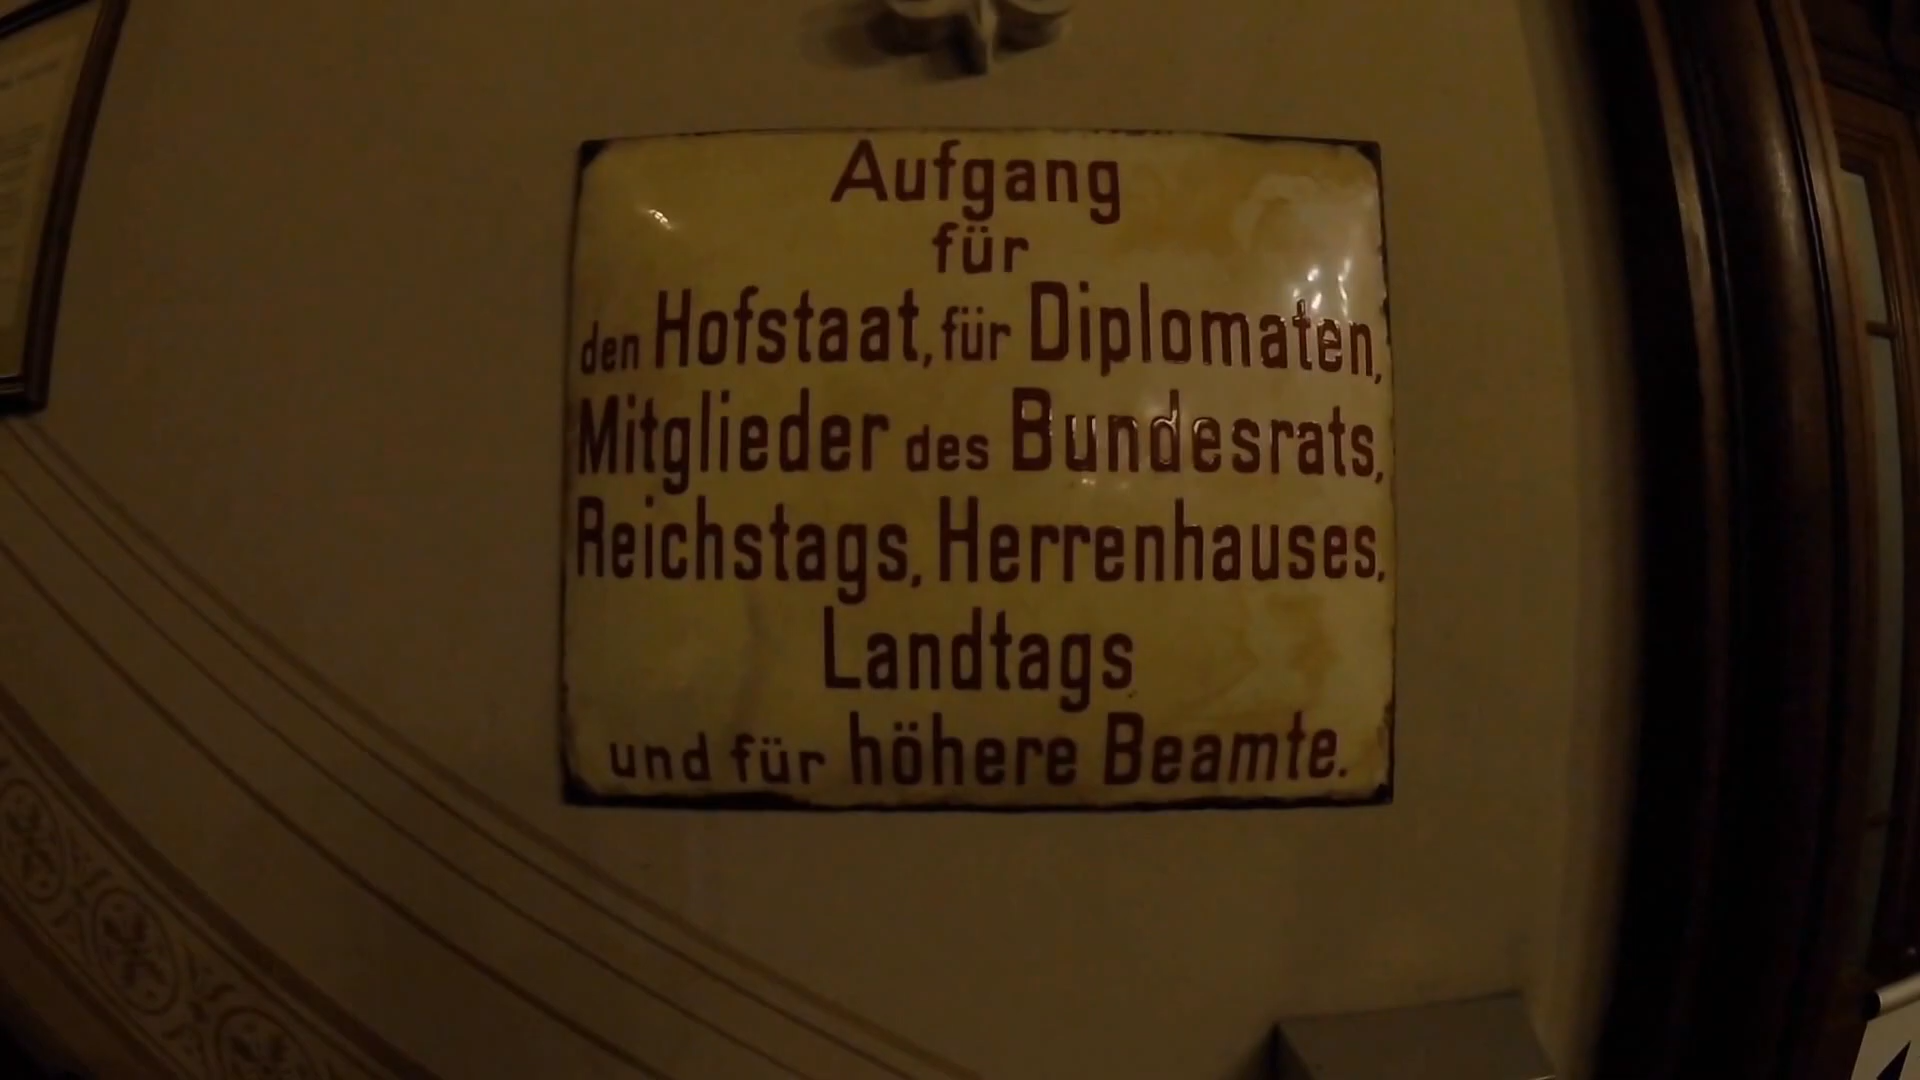 Aufgang
für
den Hofstaat, für Diplomaten,
Mitglieder des Bundesrats,
Reichstags, Herrenhauses,
Landtags
und für höhere Beamte.